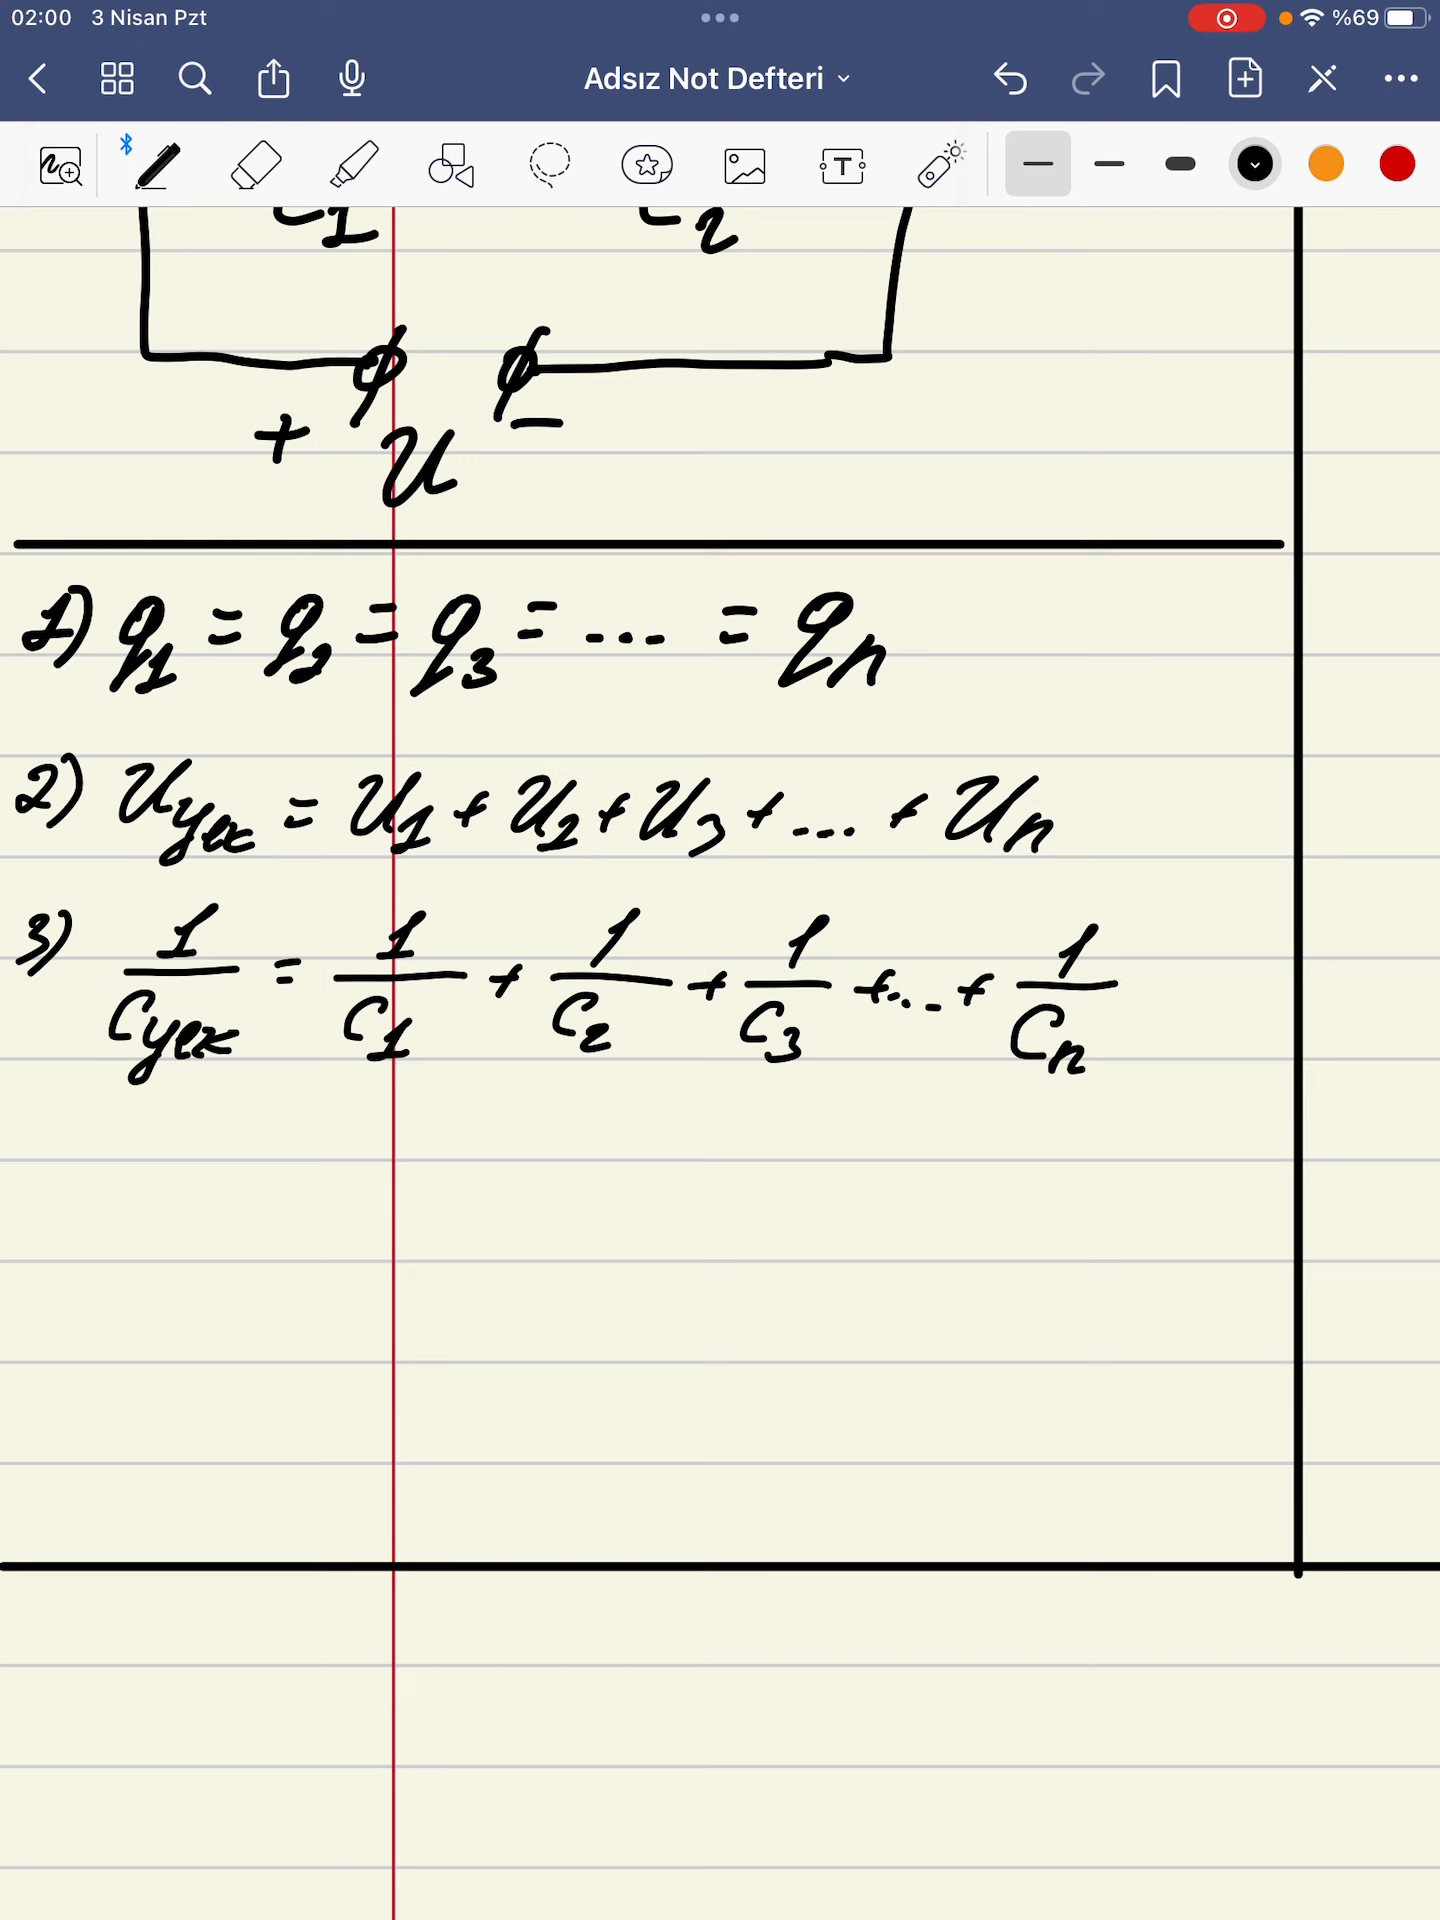 02:00 3 Nisan Pzt %69
Adsız Not Defteri
T
C₁ C₂
+ U −
1) q₁ = q₂ = q₃ = ... = qₙ
2) Uyek = U₁ + U₂ + U₃ + ... + Uₙ
3) 1/Cyek = 1/C₁ + 1/C₂ + 1/C₃ + ... + 1/Cₙ